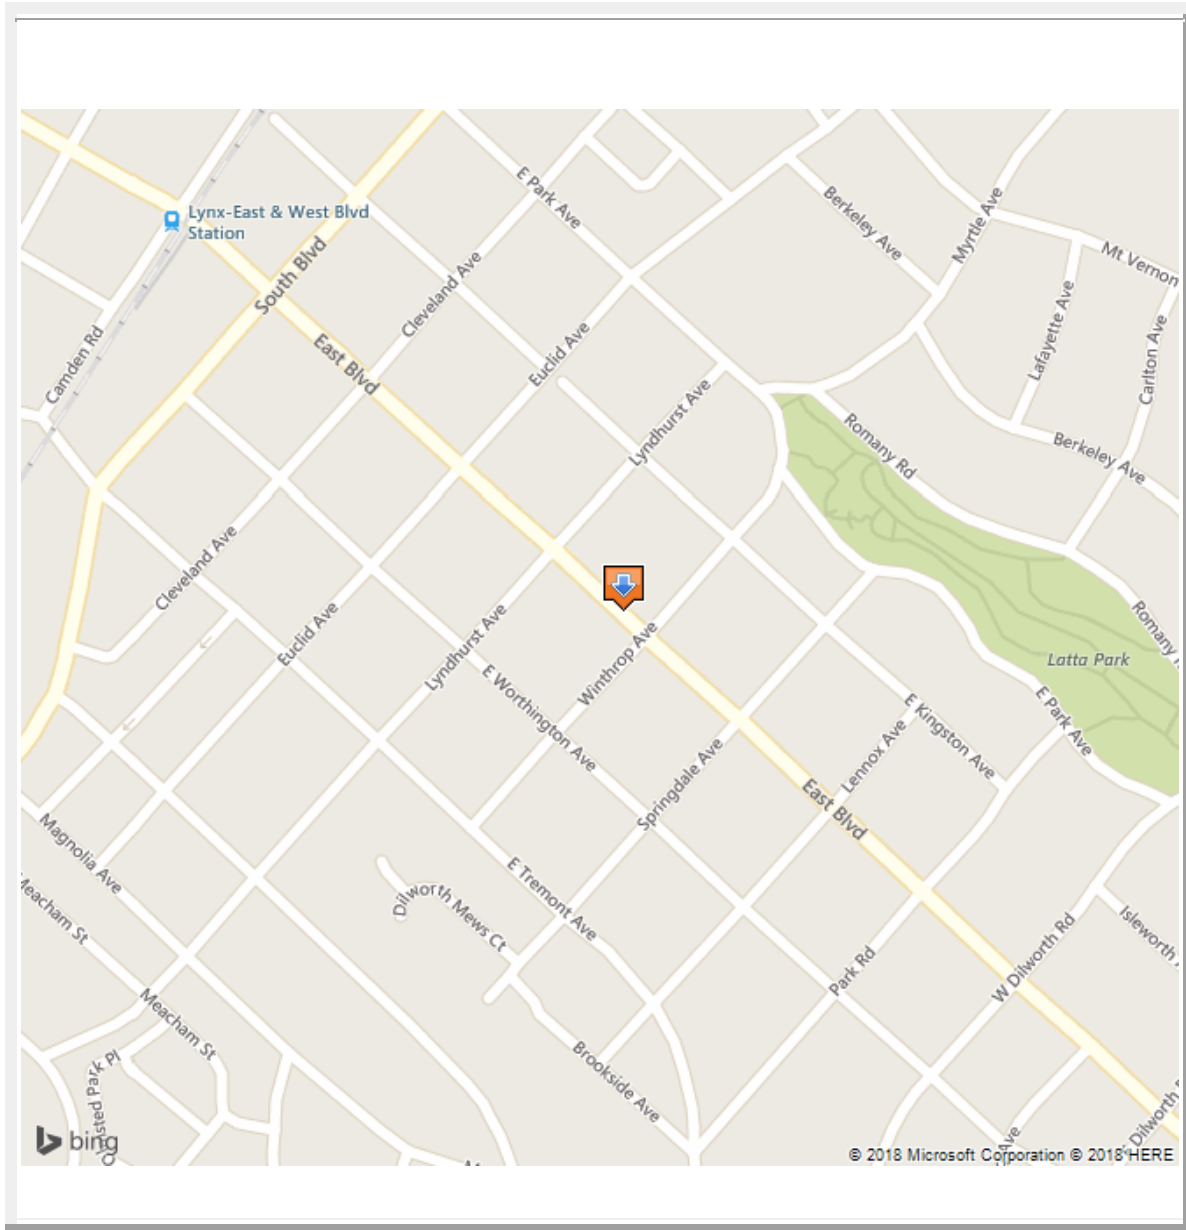 E Park Ave
Berkeley Ave
Myrtle Ave
Lynx-East & West Blvd
Station
Mt Vernon
South Blvd
Cleveland Ave
Lafayette Ave
Carlton Ave
Camden Rd
East Blvd
Euclid Ave
Lyndhurst Ave
Romany Rd
Berkeley Ave
Cleveland Ave
Euclid Ave
Lyndhurst Ave
Winthrop Ave
Romany
Latta Park
E Worthington Ave
E Kingston Ave
E Park Ave
Springdale Ave
Lennox Ave
East Blvd
Magnolia Ave
Meacham St
Dilworth Mews Ct
E Tremont Ave
Isleworth
Park Rd
W Dilworth Rd
Meacham St
Brookside Ave
sted Park Pl
Dilworth
Ave
bing
© 2018 Microsoft Corporation © 2018 HERE